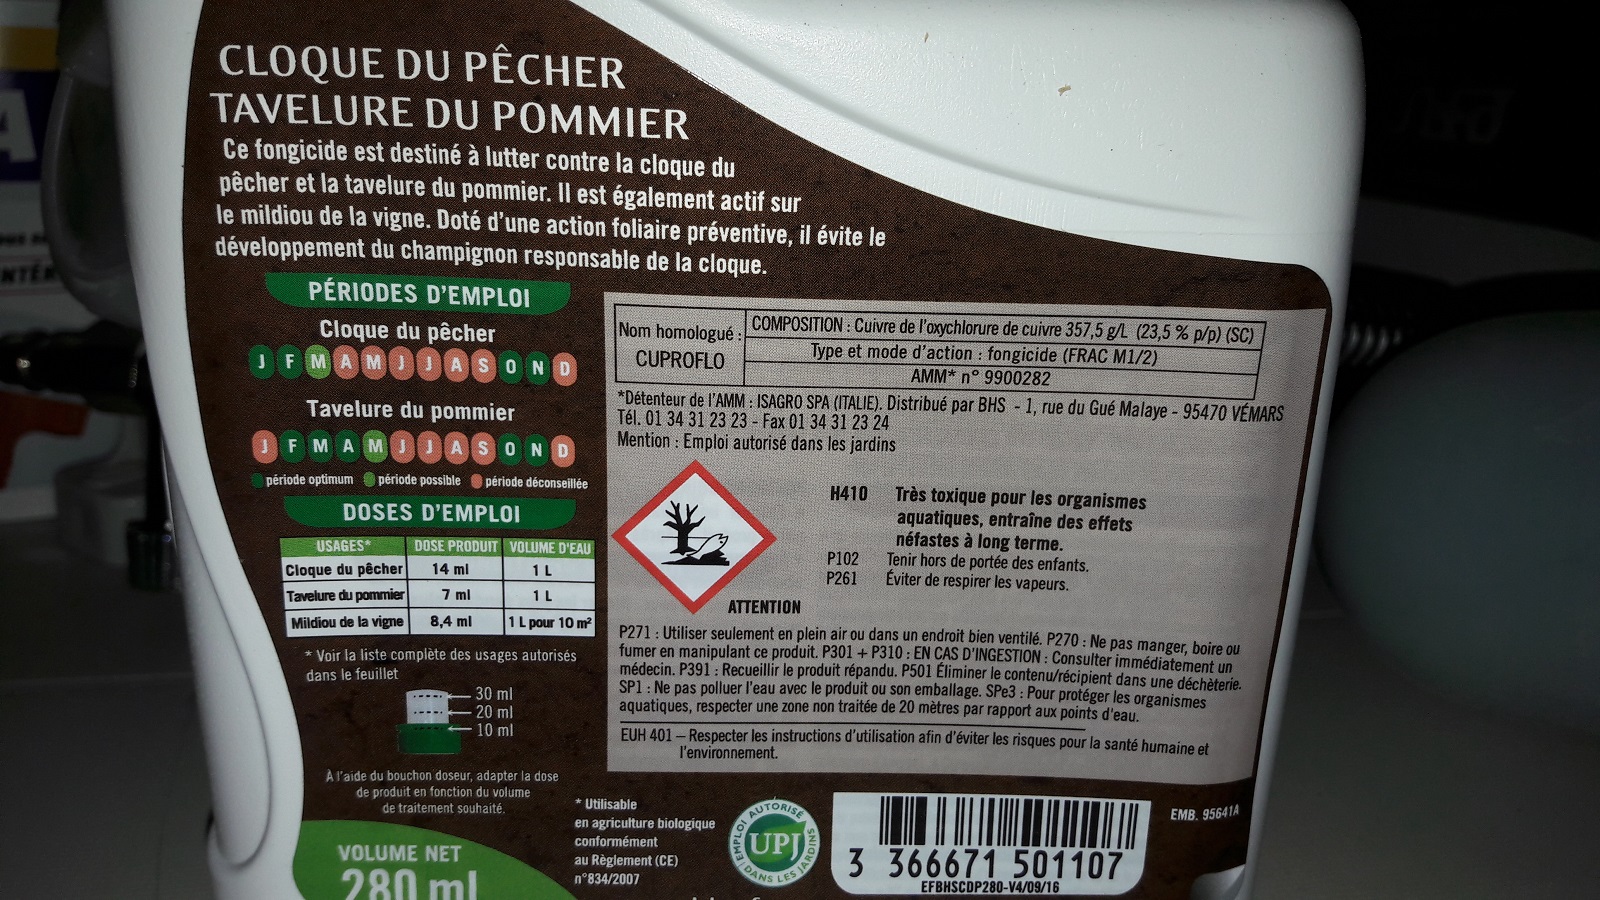 CLOQUE DU PÊCHER
TAVELURE DU POMMIER
Ce fongicide est destiné à lutter contre la cloque du
pêcher et la tavelure du pommier. Il est également actif sur
le mildiou de la vigne. Doté d'une action foliaire préventive, il évite le
développement du champignon responsable de la cloque.
PÉRIODES D'EMPLOI
Cloque du pêcher
J F M A M J J A S O N D
Tavelure du pommier
J F M A M J J A S O N D
période optimum période possible période déconseillée
DOSES D'EMPLOI
USAGES* DOSE PRODUIT VOLUME D'EAU
Cloque du pêcher 14 ml 1 L
Tavelure du pommier 7 ml 1 L
Mildiou de la vigne 8,4 ml 1 L pour 10 m²
* Voir la liste complète des usages autorisés
dans le feuillet
30 ml
20 ml
10 ml
A l'aide du bouchon doseur, adapter la dose
de produit en fonction du volume
de traitement souhaité.
VOLUME NET
280 ml
Nom homologué :
CUPROFLO
COMPOSITION : Cuivre de l'oxychlorure de cuivre 357,5 g/L (23,5 % p/p) (SC)
Type et mode d'action : fongicide (FRAC M1/2)
AMM* n° 9900282
*Détenteur de l'AMM : ISAGRO SPA (ITALIE). Distribué par BHS - 1, rue du Gué Malaye - 95470 VÉMARS
Tél. 01 34 31 23 23 - Fax 01 34 31 23 24
Mention : Emploi autorisé dans les jardins
H410 Très toxique pour les organismes
aquatiques, entraîne des effets
néfastes à long terme.
P102 Tenir hors de portée des enfants.
P261 Éviter de respirer les vapeurs.
ATTENTION
P271 : Utiliser seulement en plein air ou dans un endroit bien ventilé. P270 : Ne pas manger, boire ou
fumer en manipulant ce produit. P301 + P310 : EN CAS D'INGESTION : Consulter immédiatement un
médecin. P391 : Recueillir le produit répandu. P501 Éliminer le contenu/récipient dans une déchèterie.
SP1 : Ne pas polluer l'eau avec le produit ou son emballage. SPe3 : Pour protéger les organismes
aquatiques, respecter une zone non traitée de 20 mètres par rapport aux points d'eau.
EUH 401 – Respecter les instructions d'utilisation afin d'éviter les risques pour la santé humaine et
l'environnement.
* Utilisable
en agriculture biologique
conformément
au Règlement (CE)
n°834/2007
EMPLOI AUTORISÉ
UPJ
DANS LES JARDINS
3 366671 501107
EFBHSCDP280-V4/09/16
EMB. 95641A